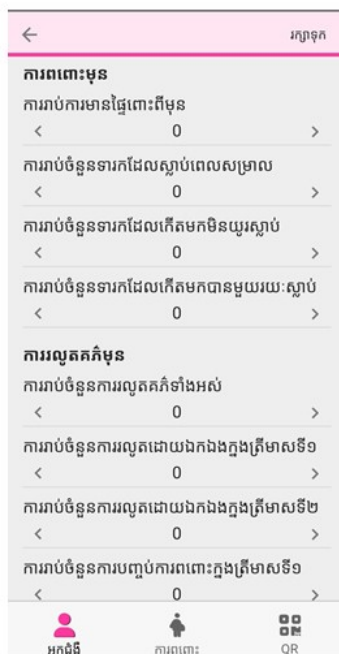 រក្សាទុក
ការពពោះមុន
ការរាប់ការមានផ្ទៃពោះពីមុន
0
ការរាប់ចំនួនទារកដែលស្លាប់ពេលសម្រាល
0
ការរាប់ចំនួនទារកដែលកើតមកមិនយូរស្លាប់
0
ការរាប់ចំនួនទារកដែលកើតមកបានមួយរយៈស្លាប់
0
ការរលូតគភ៌មុន
ការរាប់ចំនួនការរលូតគភ៌ទាំងអស់
0
ការរាប់ចំនួនការរលូតដោយឯកឯងក្នុងត្រីមាសទី១
0
ការរាប់ចំនួនការរលូតដោយឯកឯងក្នុងត្រីមាសទី២
0
ការរាប់ចំនួនការបញ្ចប់ការពពោះក្នុងត្រីមាសទី១
0
អ្នកជំងឺ ការពពោះ QR